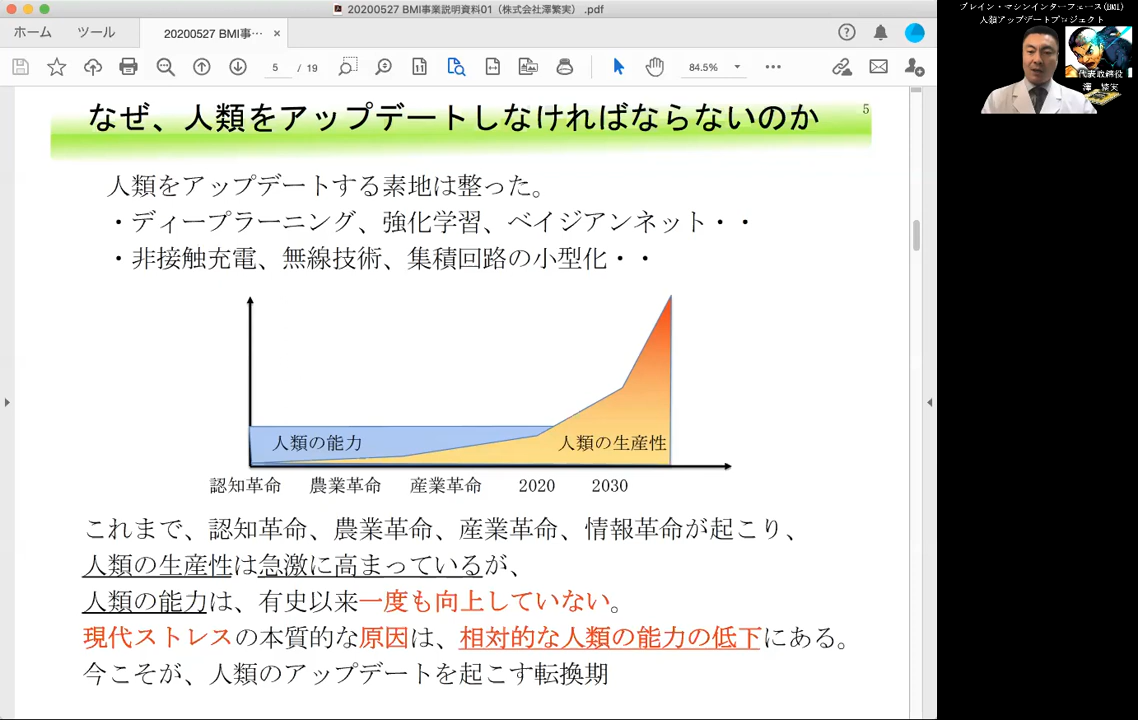 20200527 BMI事業説明資料01（株式会社澤繁実）.pdf
ホーム ツール 20200527 BMI事… ×
5 / 19 84.5%
なぜ、人類をアップデートしなければならないのか
5
人類をアップデートする素地は整った。
・ディープラーニング、強化学習、ベイジアンネット・・
・非接触充電、無線技術、集積回路の小型化・・
人類の能力
人類の生産性
認知革命 農業革命 産業革命 2020 2030
これまで、認知革命、農業革命、産業革命、情報革命が起こり、
人類の生産性は急激に高まっているが、
人類の能力は、有史以来一度も向上していない。
現代ストレスの本質的な原因は、相対的な人類の能力の低下にある。
今こそが、人類のアップデートを起こす転換期
ブレイン・マシンインターフェース(BMI)
人類アップデートプロジェクト
代表取締役
澤 繁実